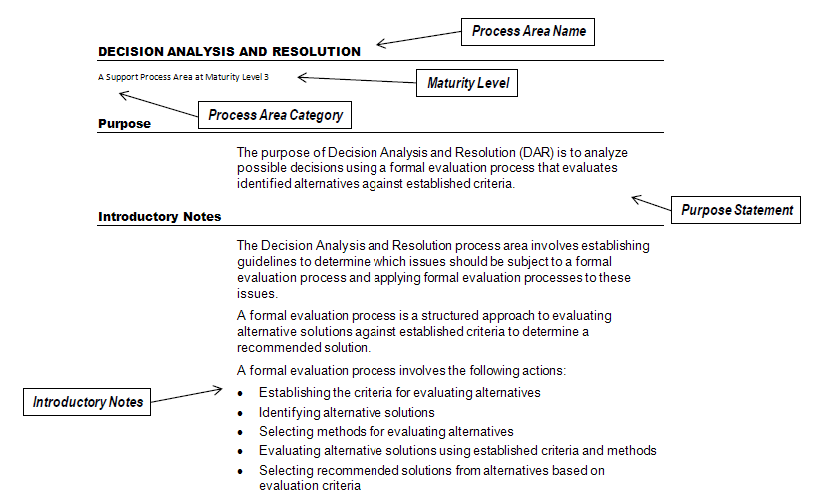 Process Area Name
DECISION ANALYSIS AND RESOLUTION
A Support Process Area at Maturity Level 3
Maturity Level
Process Area Category
Purpose
The purpose of Decision Analysis and Resolution (DAR) is to analyze
possible decisions using a formal evaluation process that evaluates
identified alternatives against established criteria.
Purpose Statement
Introductory Notes
The Decision Analysis and Resolution process area involves establishing
guidelines to determine which issues should be subject to a formal
evaluation process and applying formal evaluation processes to these
issues.
A formal evaluation process is a structured approach to evaluating
alternative solutions against established criteria to determine a
recommended solution.
A formal evaluation process involves the following actions:
• Establishing the criteria for evaluating alternatives
Introductory Notes
• Identifying alternative solutions
• Selecting methods for evaluating alternatives
• Evaluating alternative solutions using established criteria and methods
• Selecting recommended solutions from alternatives based on
evaluation criteria